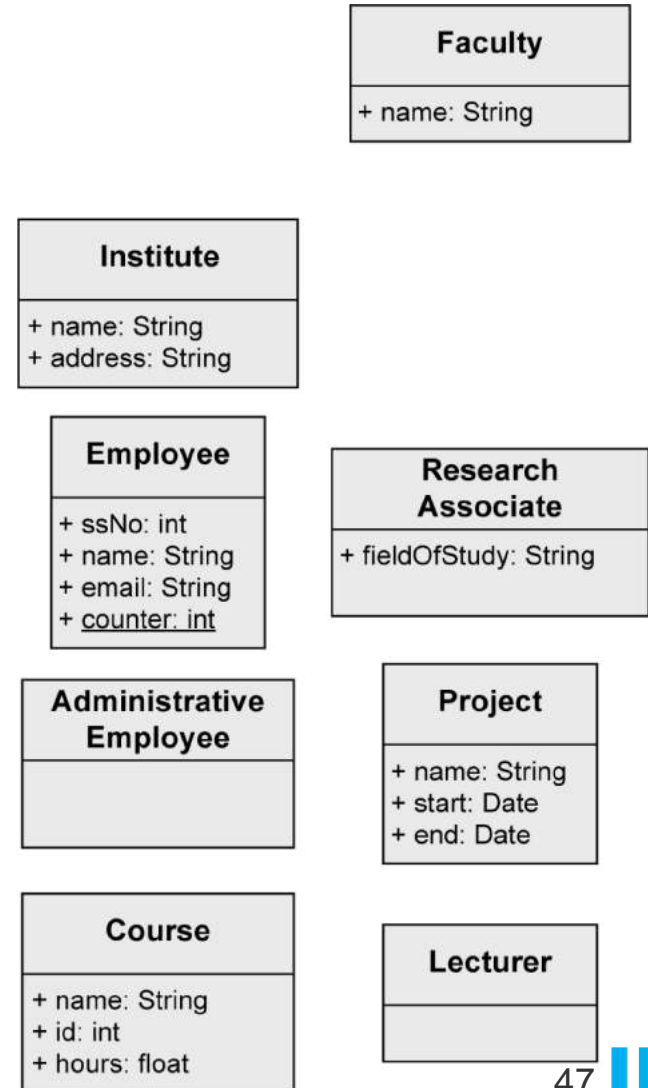 Faculty
+ name: String
Institute
+ name: String
+ address: String
Employee
+ ssNo: int
+ name: String
+ email: String
+ counter: int
Research
Associate
+ fieldOfStudy: String
Administrative
Employee
Project
+ name: String
+ start: Date
+ end: Date
Course
+ name: String
+ id: int
+ hours: float
Lecturer
47